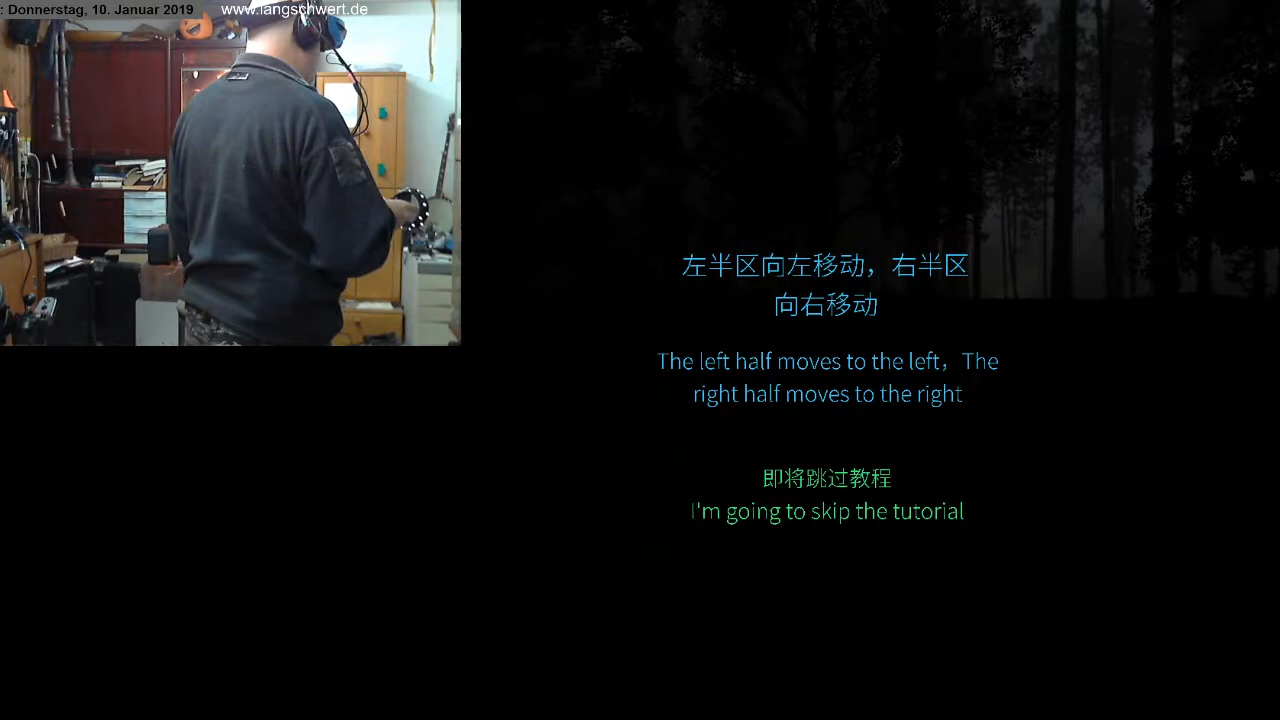 : Donnerstag, 10. Januar 2019
www.langschwert.de
左半区向左移动，右半区
向右移动
The left half moves to the left，The
right half moves to the right
即将跳过教程
I'm going to skip the tutorial